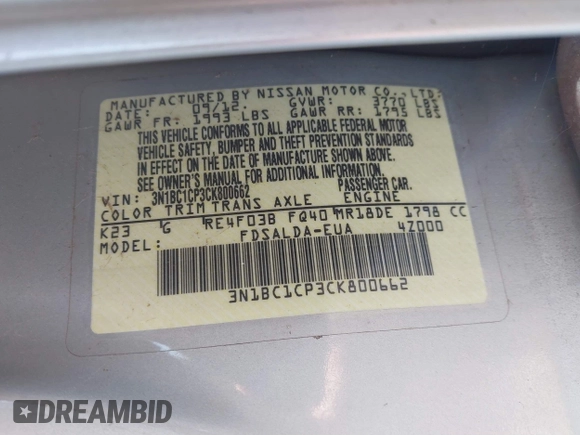 MANUFACTURED BY NISSAN MOTOR CO.,LTD.
DATE: 09/12. GVWR: 3770 LBS
GAWR FR: 1993 LBS GAWR RR: 1795 LBS
THIS VEHICLE CONFORMS TO ALL APPLICABLE FEDERAL MOTOR
VEHICLE SAFETY, BUMPER AND THEFT PREVENTION STANDARDS
IN EFFECT ON THE DATE OF MANUFACTURE SHOWN ABOVE.
SEE OWNER'S MANUAL FOR ADDITIONAL INFORMATION.
VIN: 3N1BC1CP3CK800662 PASSENGER CAR.
COLOR TRIM TRANS AXLE ENGINE
K23 G RE4F03B FQ40 MR18DE 1798 CC
MODEL: FDSALDA-EUA 4Z000
3N1BC1CP3CK800662
DREAMBID